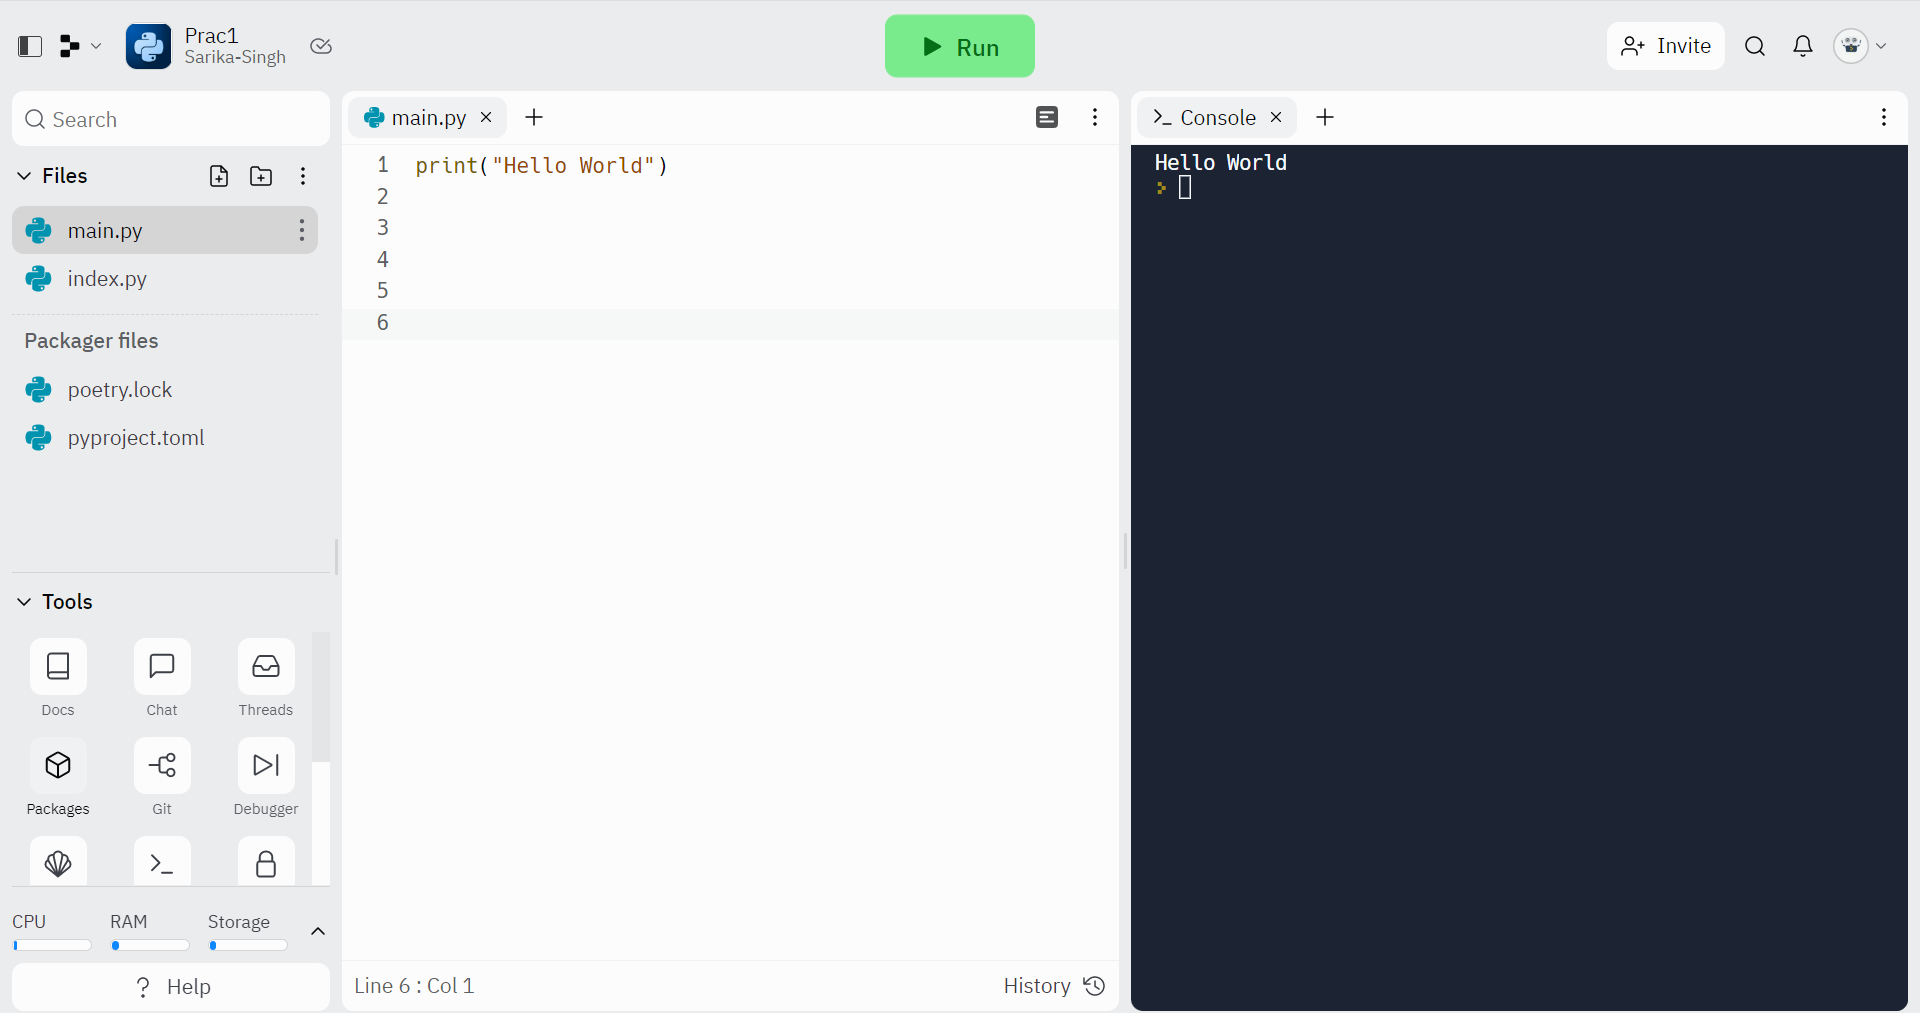 Prac1
Sarika-Singh
Run
Invite
Search
Files
main.py
index.py
Packager files
poetry.lock
pyproject.toml
Tools
Docs
Chat
Threads
Packages
Git
Debugger
CPU
RAM
Storage
? Help
main.py
1 print("Hello World")
2
3
4
5
6
Line 6 : Col 1
History
Console
Hello World